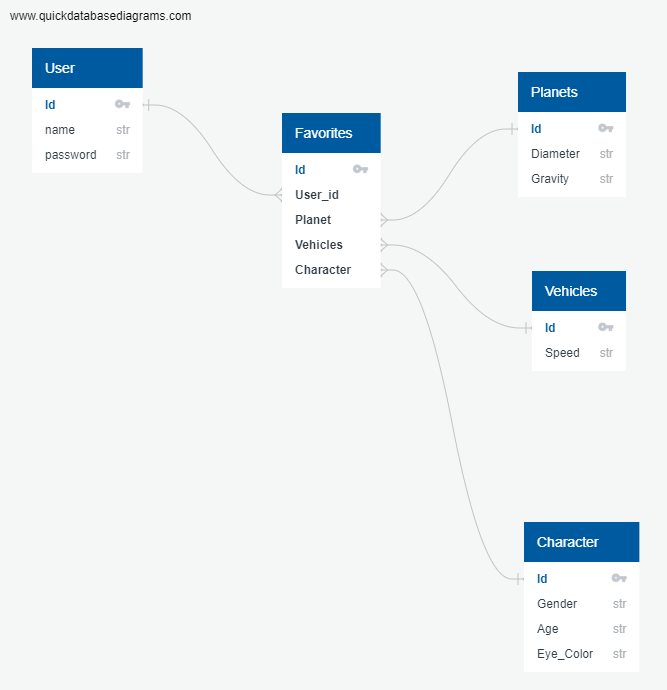 www.quickdatabasediagrams.com
User
Id
name str
password str
Favorites
Id
User_id
Planet
Vehicles
Character
Planets
Id
Diameter str
Gravity str
Vehicles
Id
Speed str
Character
Id
Gender str
Age str
Eye_Color str